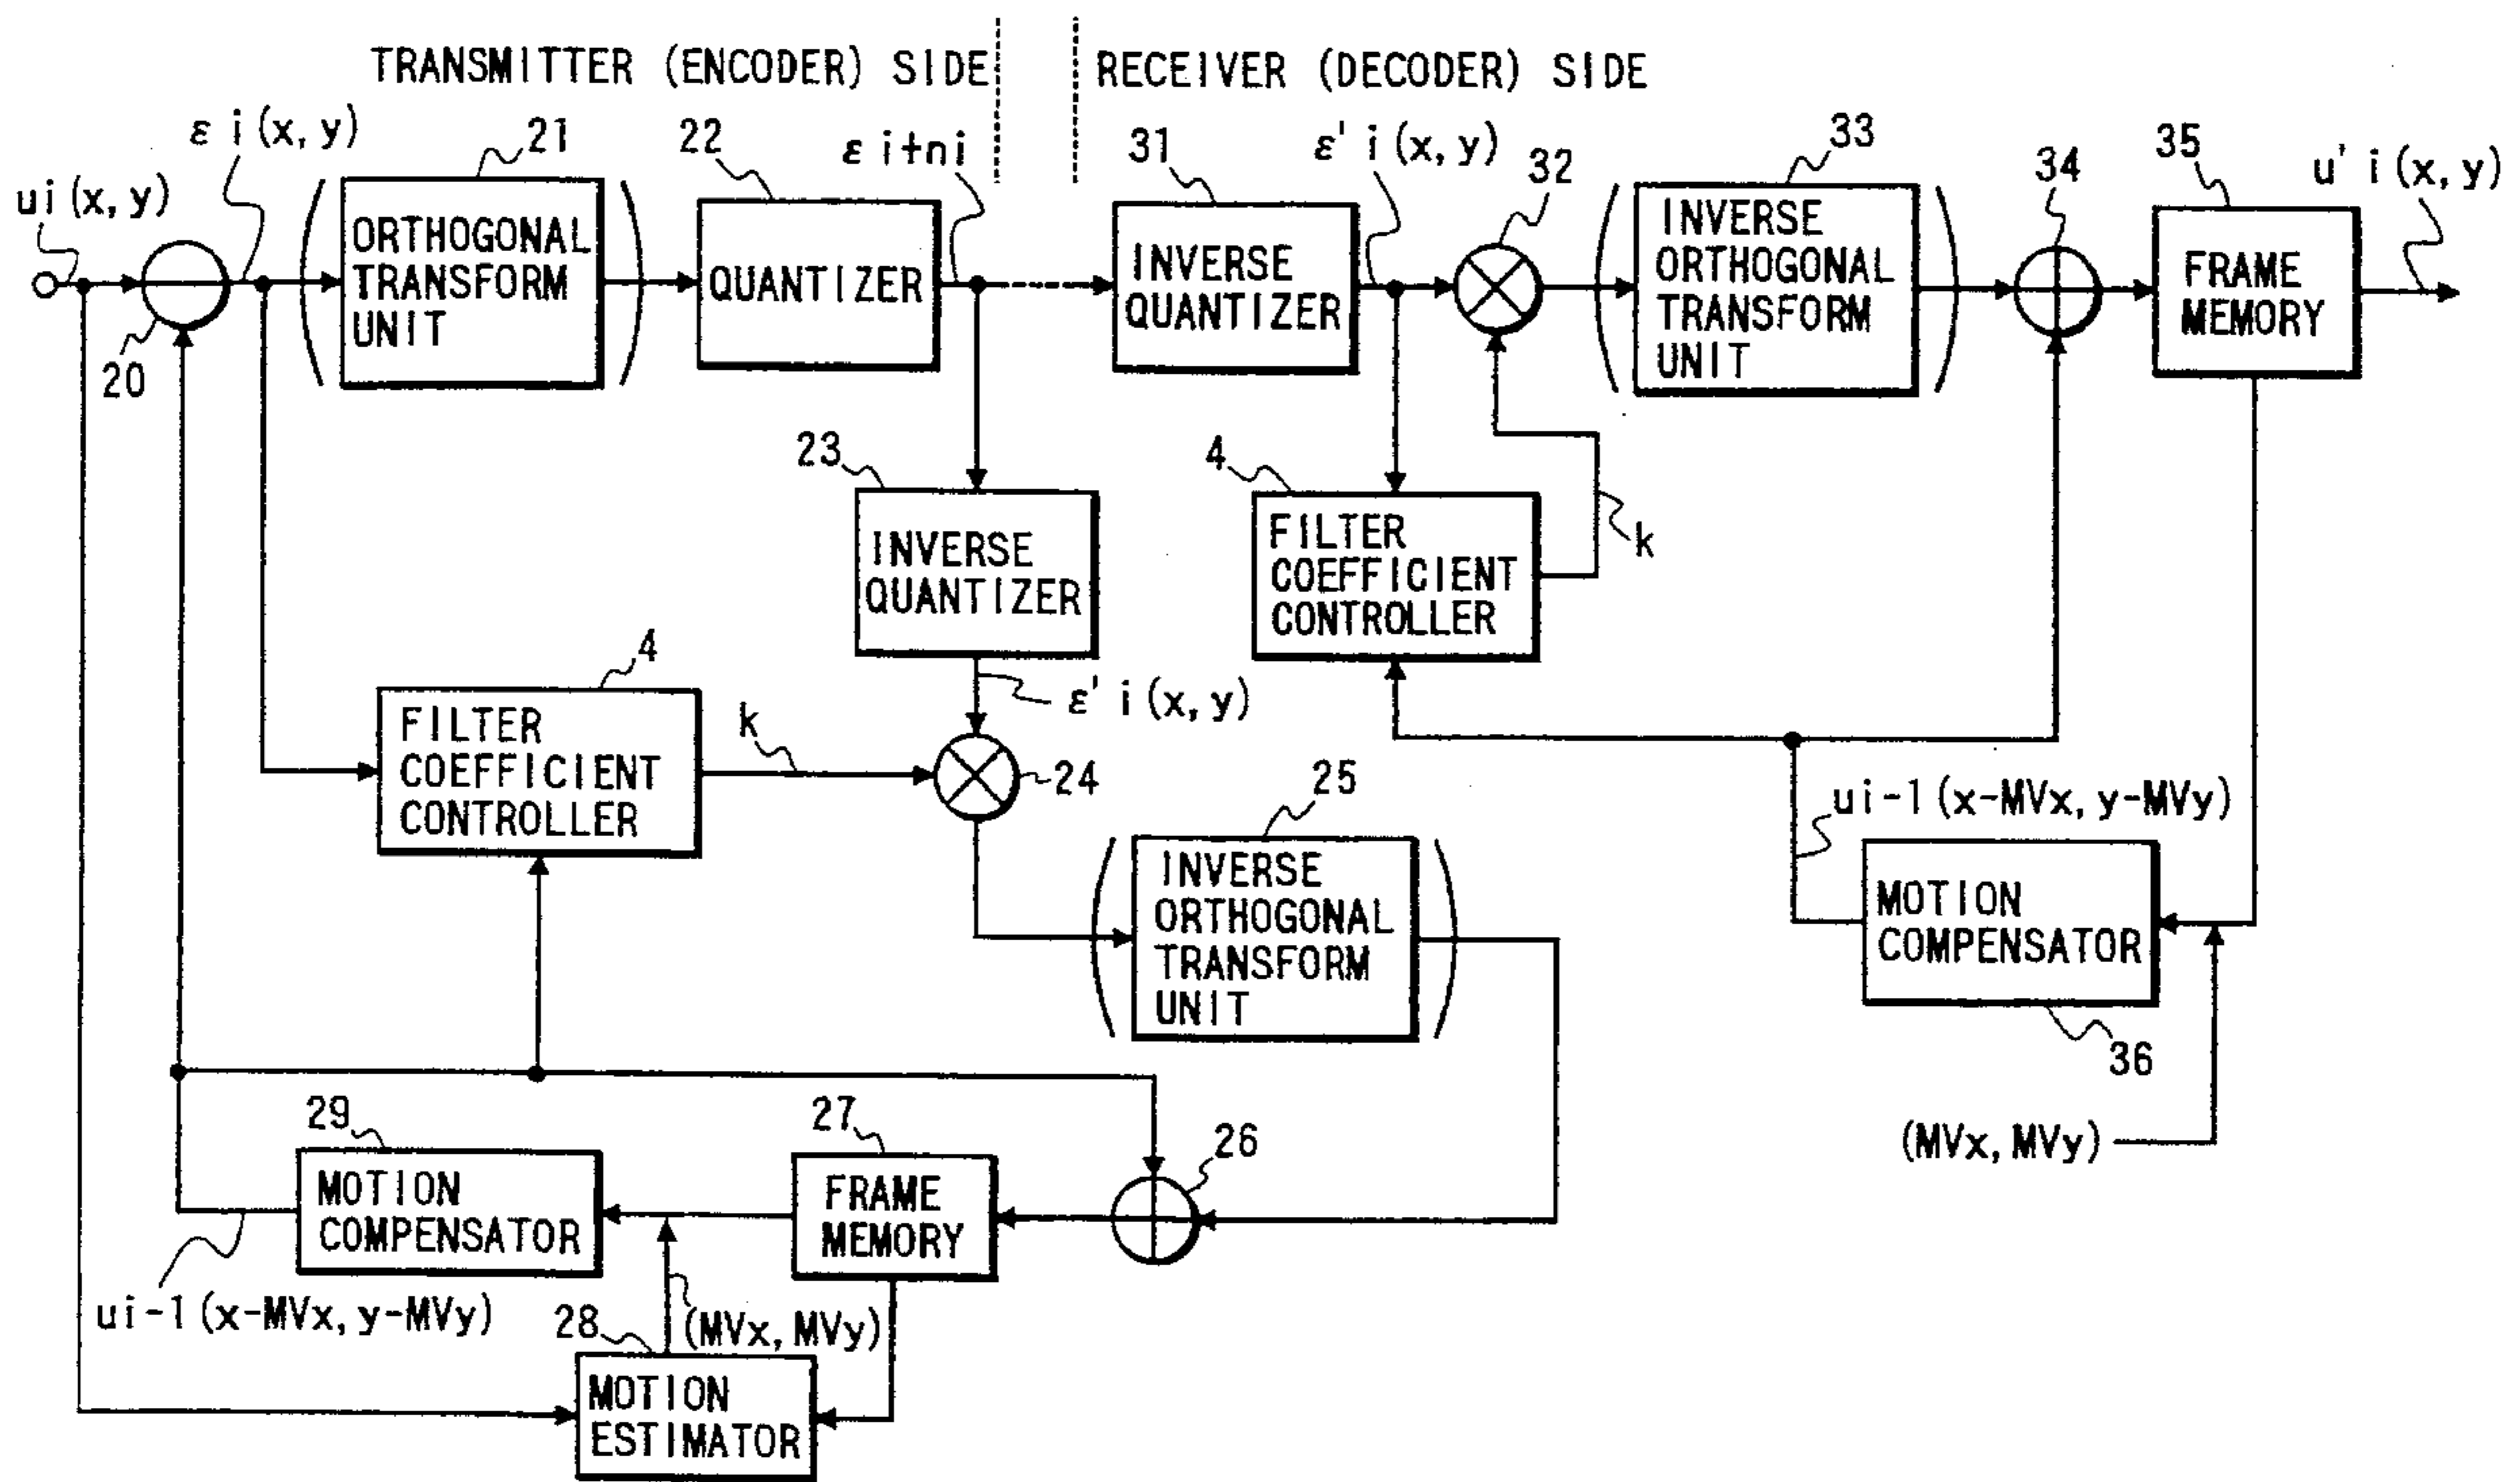 TRANSMITTER (ENCODER) SIDE
RECEIVER (DECODER) SIDE
ui (x, y)
ε i (x, y)
21
22
ε i+ni
31
ε' i (x, y)
32
33
34
35
u' i (x, y)
20
ORTHOGONAL
TRANSFORM
UNIT
QUANTIZER
INVERSE
QUANTIZER
INVERSE
ORTHOGONAL
TRANSFORM
UNIT
FRAME
MEMORY
23
INVERSE
QUANTIZER
4
FILTER
COEFFICIENT
CONTROLLER
k
ε' i (x, y)
4
FILTER
COEFFICIENT
CONTROLLER
k
24
25
INVERSE
ORTHOGONAL
TRANSFORM
UNIT
ui-1 (x-MVx, y-MVy)
MOTION
COMPENSATOR
36
(MVx, MVy)
29
MOTION
COMPENSATOR
27
FRAME
MEMORY
26
ui-1 (x-MVx, y-MVy)
28
(MVx, MVy)
MOTION
ESTIMATOR